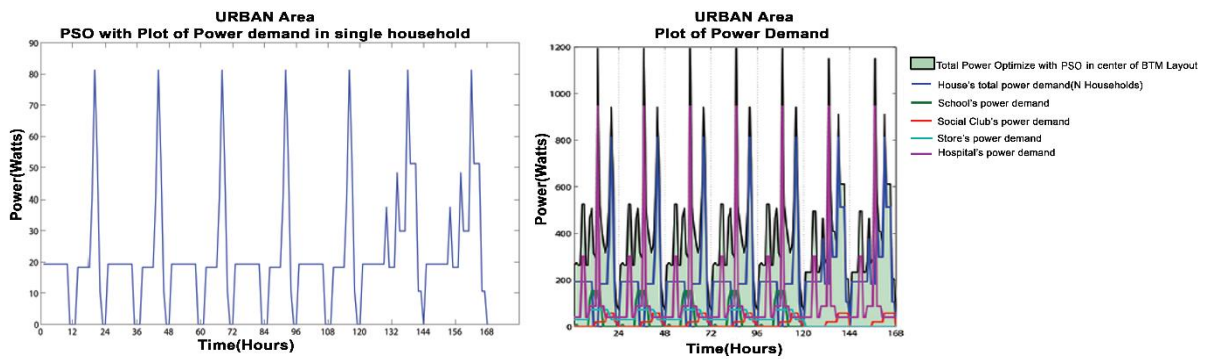 URBAN Area
PSO with Plot of Power demand in single household
90
80
70
60
50
40
30
20
10
0
Power(Watts)
0 12 24 36 48 60 72 84 96 108 120 132 144 156 168
Time(Hours)
URBAN Area
Plot of Power Demand
1200
1000
800
600
400
200
0
Power(Watts)
24 48 72 96 120 144 168
Time(Hours)
Total Power Optimize with PSO in center of BTM Layout
House's total power demand(N Households)
School's power demand
Social Club's power demand
Store's power demand
Hospital's power demand